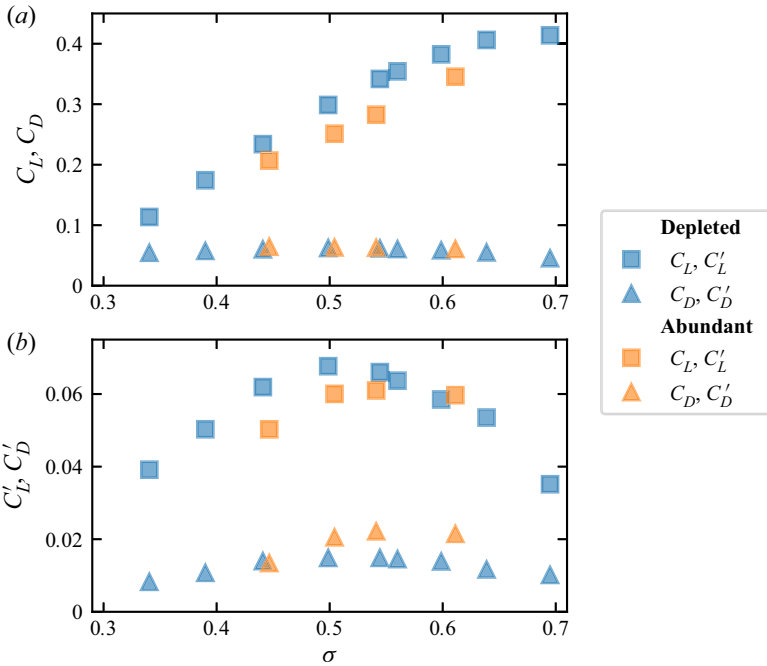 (a)
0.4
0.3
0.2
0.1
0
C_L, C_D
0.3 0.4 0.5 0.6 0.7
(b)
0.06
0.04
0.02
0
C′_L, C′_D
0.3 0.4 0.5 0.6 0.7
σ
Depleted
C_L, C′_L
C_D, C′_D
Abundant
C_L, C′_L
C_D, C′_D